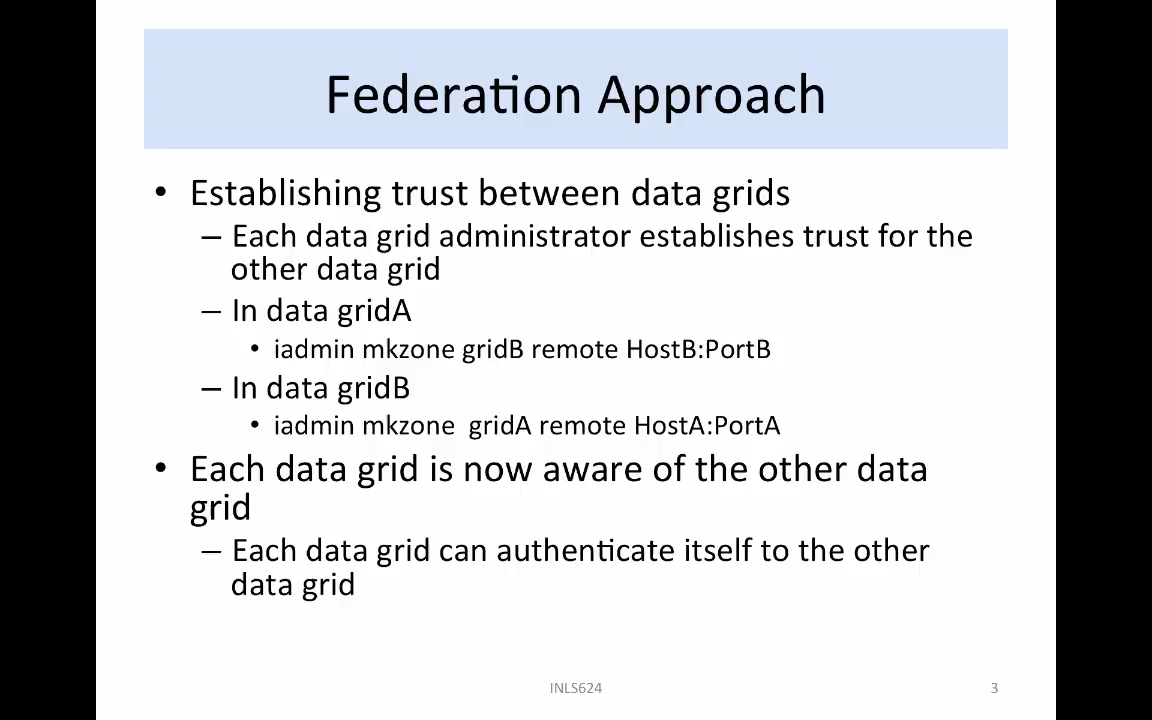 Federation Approach
• Establishing trust between data grids
– Each data grid administrator establishes trust for the
other data grid
– In data gridA
• iadmin mkzone gridB remote HostB:PortB
– In data gridB
• iadmin mkzone  gridA remote HostA:PortA
• Each data grid is now aware of the other data
grid
– Each data grid can authenticate itself to the other
data grid
INLS624
3